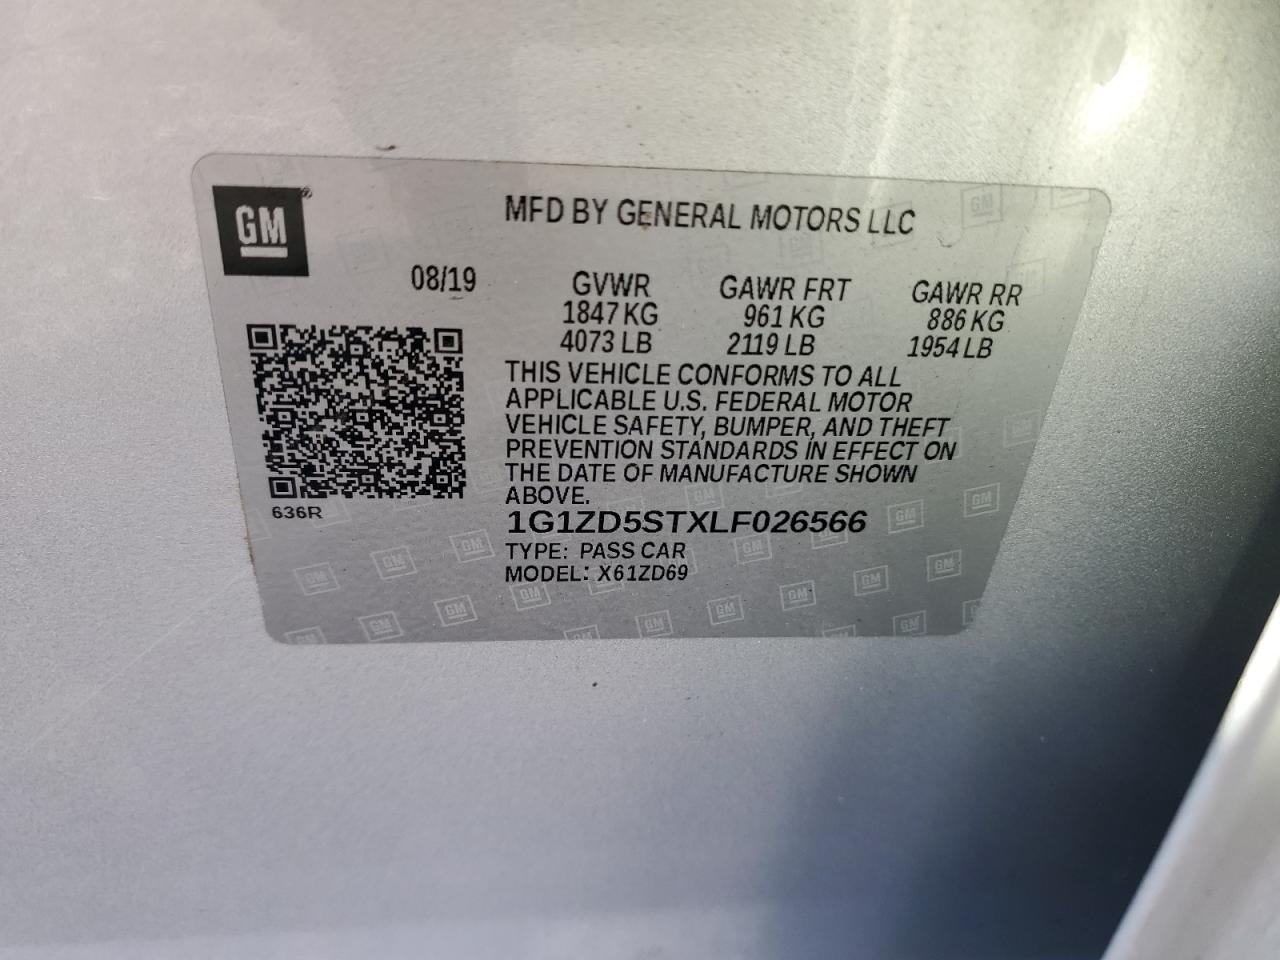 GM
MFD BY GENERAL MOTORS LLC
08/19
GVWR GAWR FRT GAWR RR
1847 KG 961 KG 886 KG
4073 LB 2119 LB 1954 LB
THIS VEHICLE CONFORMS TO ALL
APPLICABLE U.S. FEDERAL MOTOR
VEHICLE SAFETY, BUMPER, AND THEFT
PREVENTION STANDARDS IN EFFECT ON
THE DATE OF MANUFACTURE SHOWN
ABOVE.
636R
1G1ZD5STXLF026566
TYPE: PASS CAR
MODEL: X61ZD69